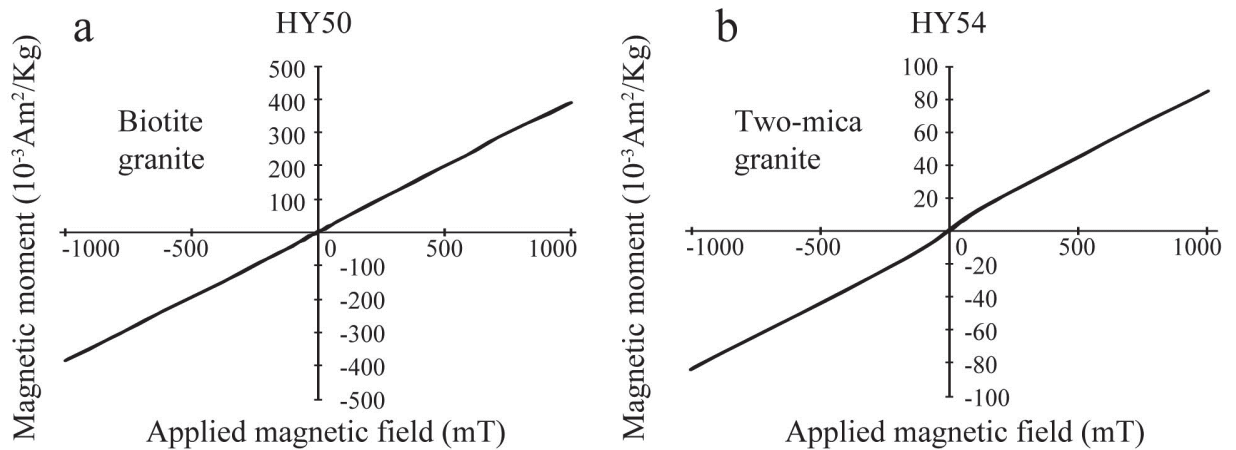 a
HY50
Magnetic moment (10⁻³Am²/Kg)
Biotite
granite
500
400
300
200
100
-1000
-500
0
500
1000
-100
-200
-300
-400
-500
Applied magnetic field (mT)
b
HY54
Magnetic moment (10⁻³Am²/Kg)
Two-mica
granite
100
80
60
40
20
-1000
-500
0
500
1000
-20
-40
-60
-80
-100
Applied magnetic field (mT)